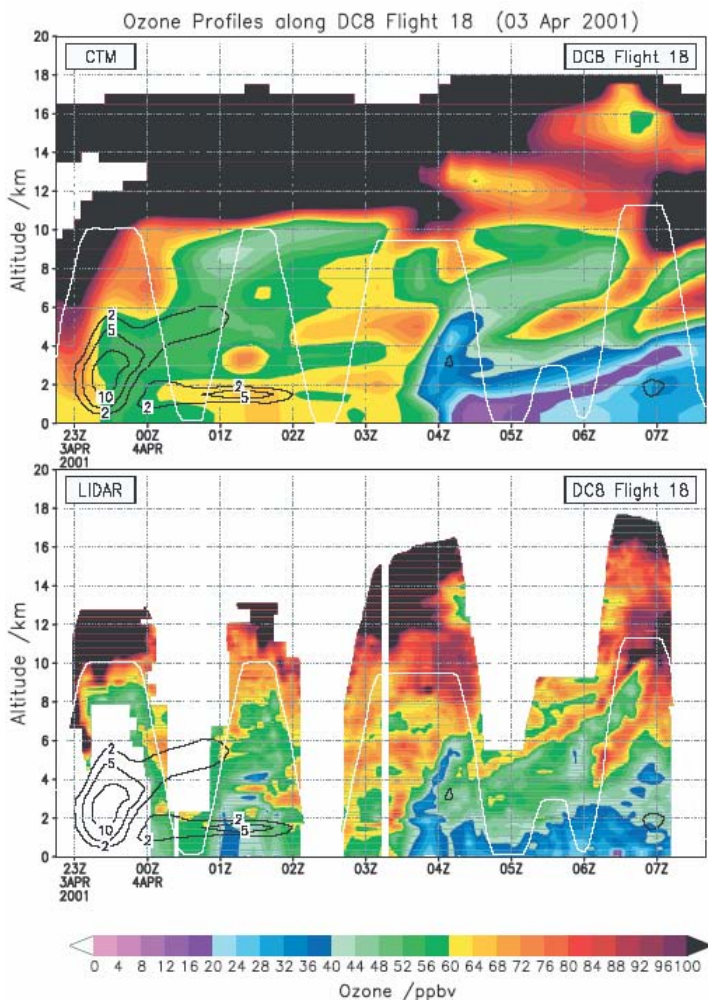 Ozone Profiles along DC8 Flight 18 (03 Apr 2001)
CTM
DC8 Flight 18
Altitude /km
20
18
16
14
12
10
8
6
4
2
0
2
5
10
2
2
2
5
23Z 00Z 01Z 02Z 03Z 04Z 05Z 06Z 07Z
3APR 4APR
2001
LIDAR
DC8 Flight 18
Altitude /km
20
18
16
14
12
10
8
6
4
2
0
2
5
10
2
2
2
5
23Z 00Z 01Z 02Z 03Z 04Z 05Z 06Z 07Z
3APR 4APR
2001
0 4 8 12 16 20 24 28 32 36 40 44 48 52 56 60 64 68 72 76 80 84 88 92 96 100
Ozone /ppbv